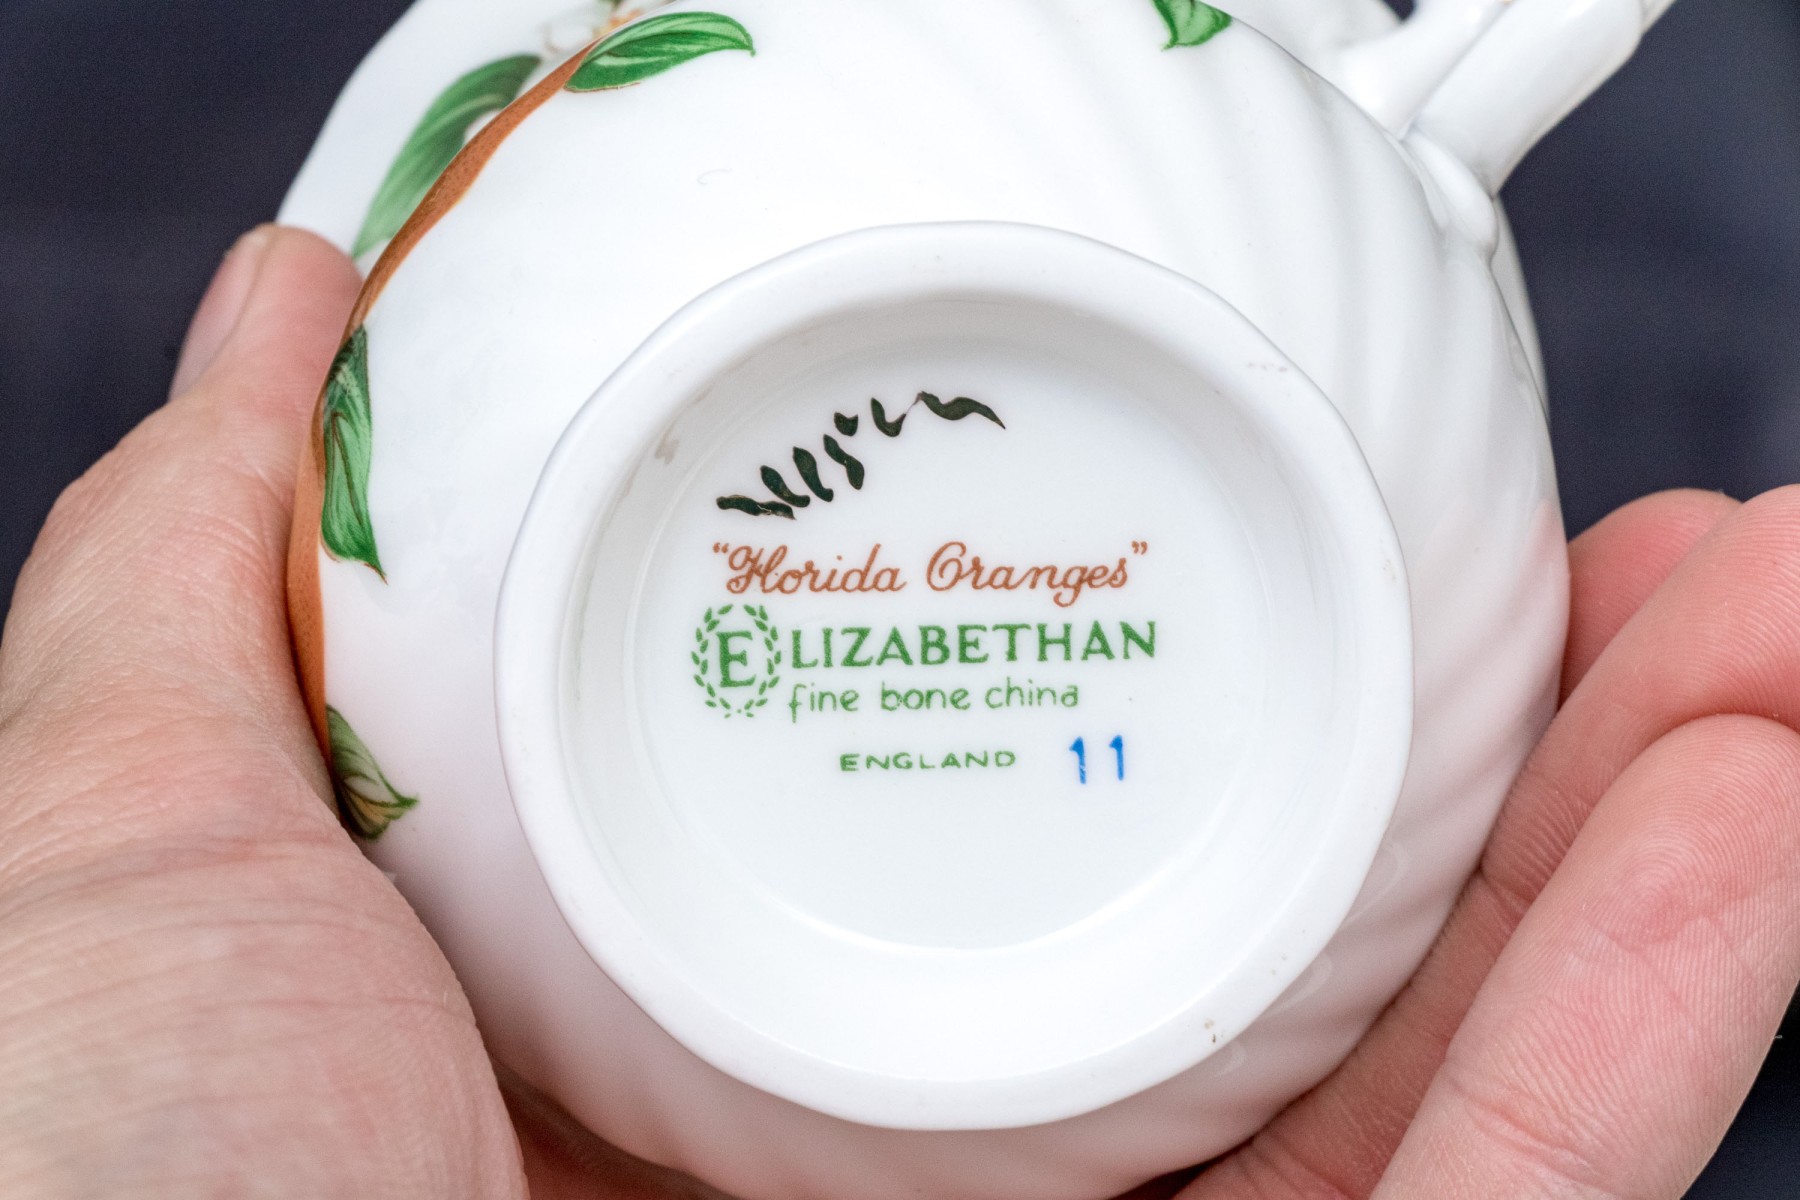 "Florida Oranges"
ELIZABETHAN
fine bone china
ENGLAND 11